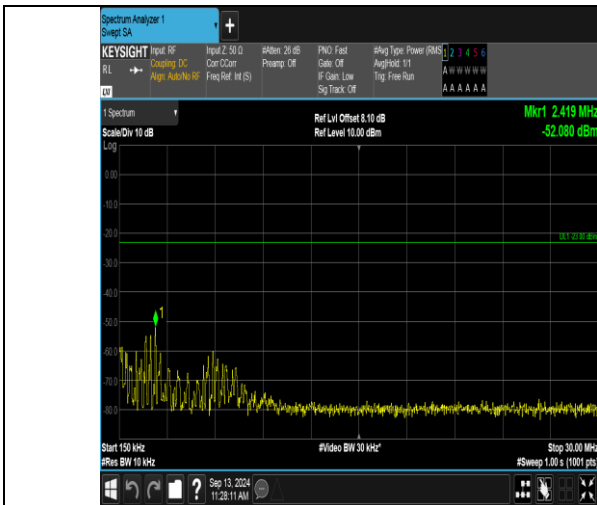 Spectrum Analyzer 1
Swept SA
+
KEYSIGHT Input: RF Input Z: 50 Ω #Atten: 26 dB PNO: Fast #Avg Type: Power (RMS 1 2 3 4 5 6
RL Coupling: DC Corr CCorr Preamp: Off Gate: Off Avg|Hold: 1/1 A W W W W W
Align: Auto/No RF Freq Ref: Int (S) IF Gain: Low Trig: Free Run
LXI Sig Track: Off A A A A A A
1 Spectrum Ref Lvl Offset 8.10 dB Mkr1 2.419 MHz
Scale/Div 10 dB Ref Level 10.00 dBm -52.080 dBm
Log
0.00
-10.0
-20.0
DL1 -23.00 dBm
-30.0
-40.0
1
-50.0
-60.0
-70.0
-80.0
Start 150 kHz #Video BW 30 kHz* Stop 30.00 MHz
#Res BW 10 kHz #Sweep 1.00 s (1001 pts)
? Sep 13, 2024
11:28:11 AM